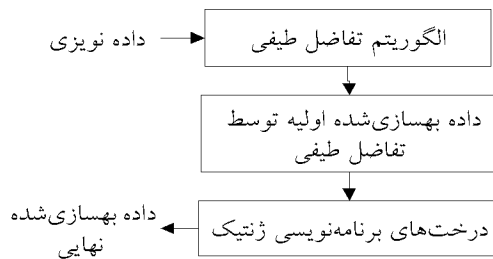 داده نویزی
الگوریتم تفاضل طیفی
داده بهسازی‌شده اولیه توسط
تفاضل طیفی
درخت‌های برنامه‌نویسی ژنتیک
داده بهسازی‌شده
نهایی